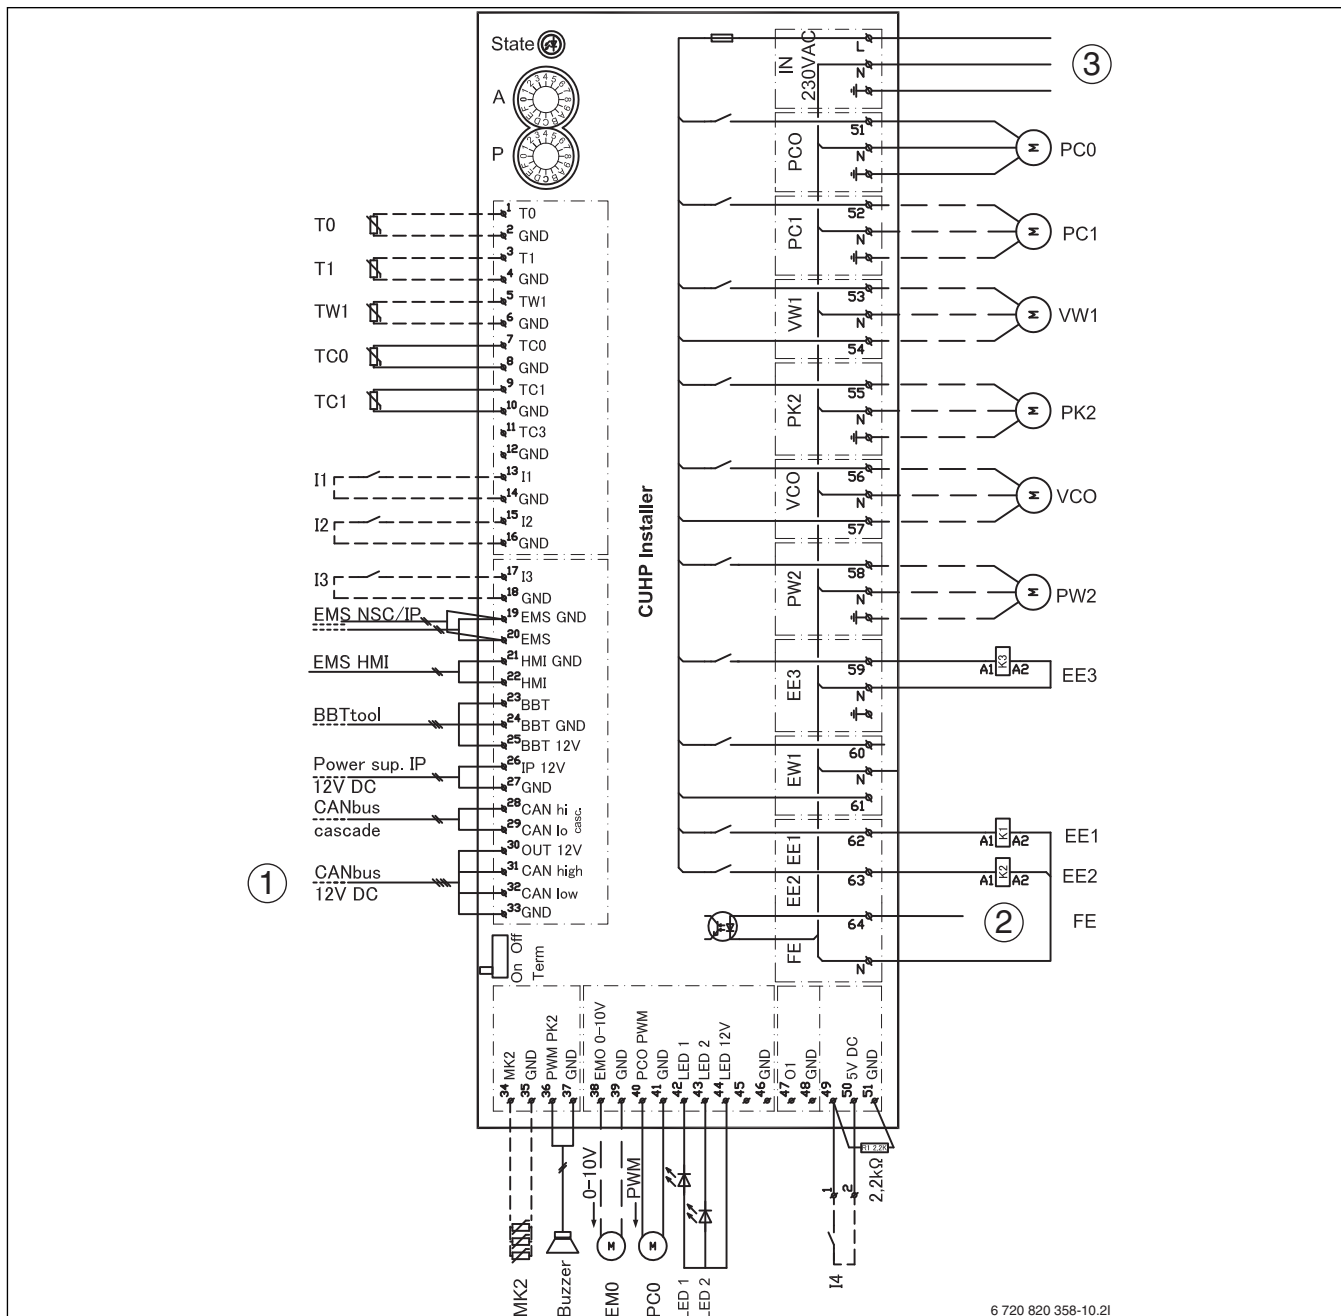 State
A
P
T0
T1
TW1
TC0
TC1
I1
I2
I3
EMS NSC/IP
EMS HMI
BBTtool
Power sup. IP
12V DC
CANbus
cascade
1
CANbus
12V DC
1 T0
2 GND
3 T1
4 GND
5 TW1
6 GND
7 TC0
8 GND
9 TC1
10 GND
11 TC3
12 GND
13 I1
14 GND
15 I2
16 GND
17 I3
18 GND
19 EMS GND
20 EMS
21 HMI GND
22 HMI
23 BBT
24 BBT GND
25 BBT 12V
26 IP 12V
27 GND
28 CAN hi
29 CAN lo
casc.
30 OUT 12V
31 CAN high
32 CAN low
33 GND
On Off
Term
CUHP Installer
IN
230VAC
L
N
3
PCO
51
N
M
PC0
PC1
52
N
M
PC1
VW1
53
N
54
M
VW1
PK2
55
N
M
PK2
VCO
56
N
57
M
VCO
PW2
58
N
M
PW2
EE3
59
N
A1 K3 A2
EE3
EW1
60
N
61
EE1
62
A1 K1 A2
EE1
EE2
63
A1 K2 A2
EE2
FE
64
2
FE
N
34 MK2
35 GND
36 PWM PK2
37 GND
38 EMO 0-10V
39 GND
40 PCO PWM
41 GND
42 LED 1
43 LED 2
44 LED 12V
45
46 GND
47 O1
48 GND
49
50 5V DC
51 GND
0-10V
PWM
R1 2.2K
2,2kΩ
1
2
M
M
MK2
Buzzer
EM0
PC0
LED 1
LED 2
I4
6 720 820 358-10.2I